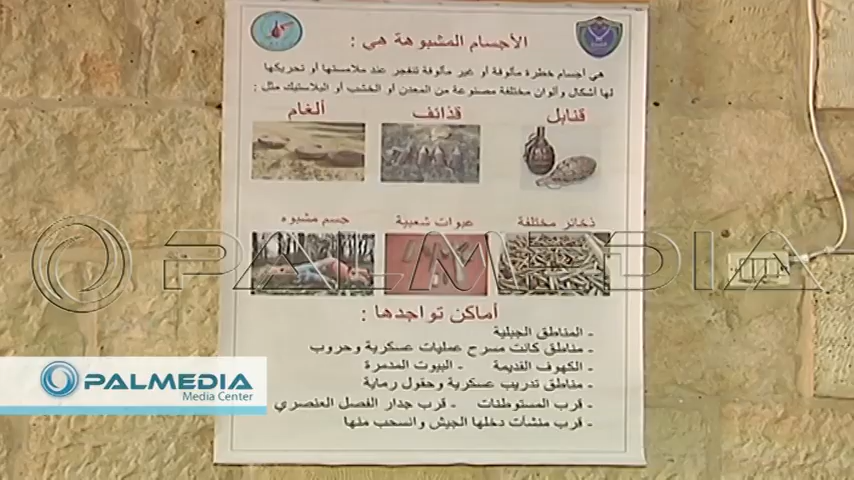 الأجسام المشبوهة هي :
هي أجسام خطرة مألوفة أو غير مألوفة تنفجر عند ملامستها أو تحريكها
لها أشكال وألوان مختلفة مصنوعة من المعدن أو الخشب أو البلاستيك مثل :
قنابل قذائف ألغام
ذخائر مختلفة عبوات شعبية جسم مشبوه
PALMEDIA
أماكن تواجدها :
- المناطق الجبلية
- مناطق كانت مسرح عمليات عسكرية وحروب
- الكهوف القديمة - البيوت المدمرة
- مناطق تدريب عسكرية وحقول رماية
- قرب المستوطنات - قرب جدار الفصل العنصري
- قرب منشآت دخلها الجيش وانسحب منها
PALMEDIA
Media Center